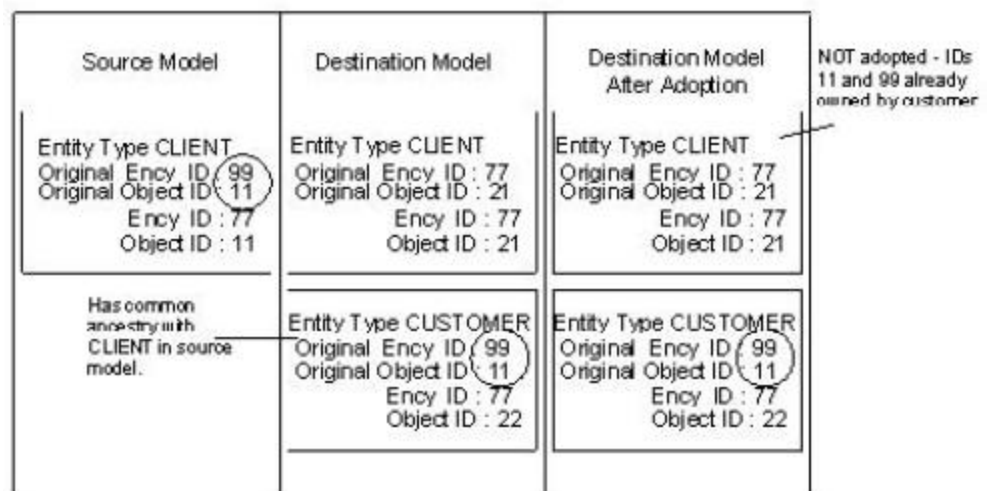 Source Model
Destination Model
Destination Model
After Adoption
NOT adopted - IDs
11 and 99 already
owned by customer
Entity Type CLIENT
Original Ency ID : 99
Original Object ID : 11
Ency ID : 77
Object ID : 11
Entity Type CLIENT
Original Ency ID : 77
Original Object ID : 21
Ency ID : 77
Object ID : 21
Entity Type CLIENT
Original Ency ID : 77
Original Object ID : 21
Ency ID : 77
Object ID : 21
Has common
ancestry with
CLIENT in source
model.
Entity Type CUSTOMER
Original Ency ID : 99
Original Object ID : 11
Ency ID : 77
Object ID : 22
Entity Type CUSTOMER
Original Ency ID : 99
Original Object ID : 11
Ency ID : 77
Object ID : 22